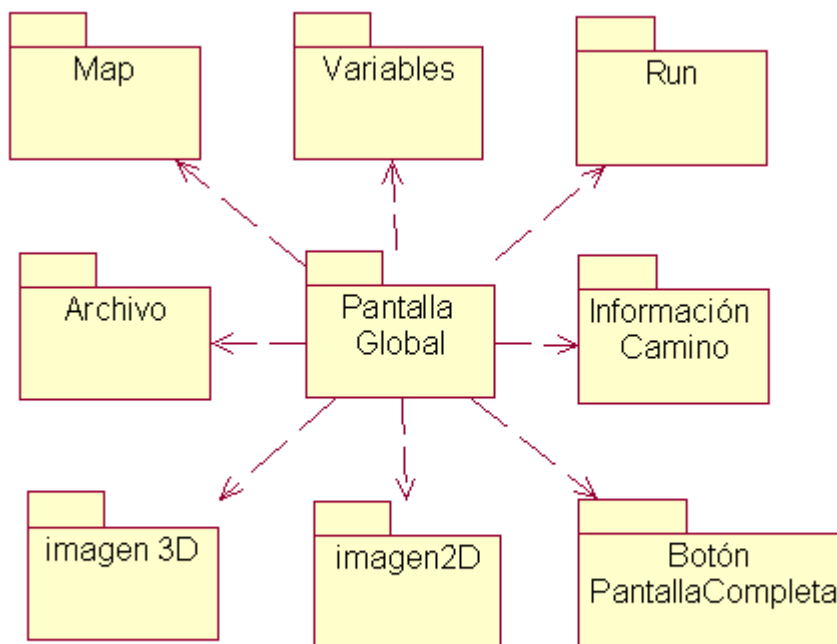 Map
Variables
Run
Archivo
Pantalla
Global
Información
Camino
imagen 3D
imagen2D
Botón
PantallaCompleta